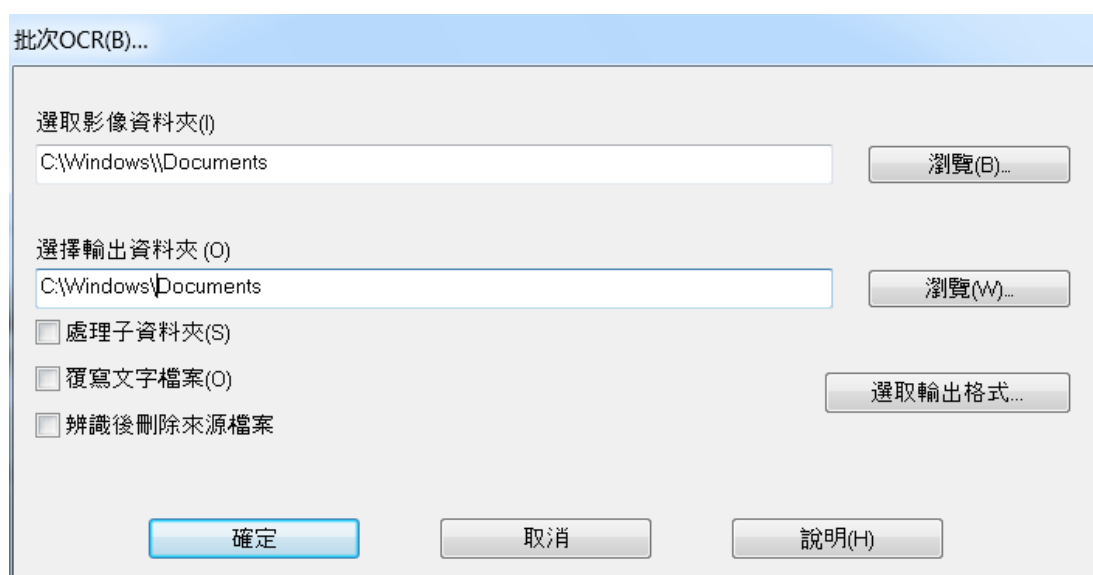 批次OCR(B)...
選取影像資料夾(I)
C:\Windows\\Documents
瀏覽(B)...
選擇輸出資料夾 (O)
C:\Windows\Documents
瀏覽(W)...
處理子資料夾(S)
覆寫文字檔案(O)
選取輸出格式...
辨識後刪除來源檔案
確定 取消 說明(H)